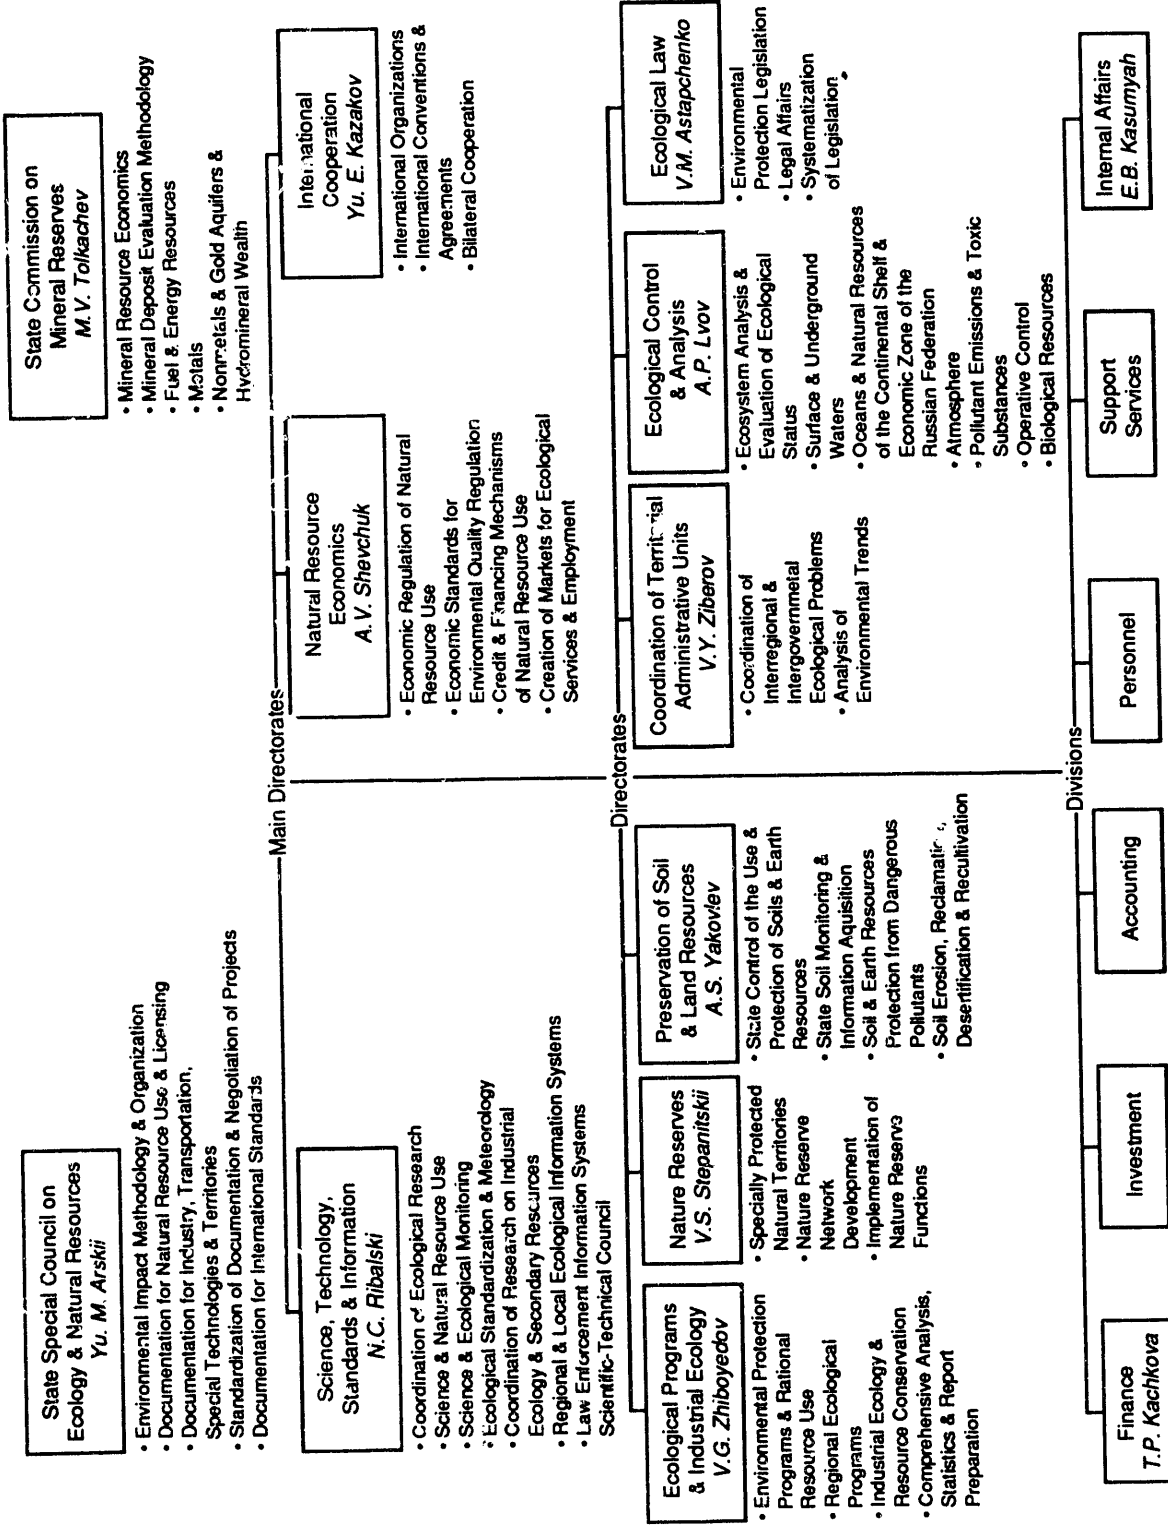 State Special Council on
Ecology & Natural Resources
Yu. M. Arskii
• Environmental Impact Methodology & Organization
• Documentation for Natural Resource Use & Licensing
• Documentation for Industry, Transportation,
Special Technologies & Territories
• Standardization of Documentation & Negotiation of Projects
• Documentation for International Standards
State Commission on
Mineral Reserves
M.V. Tolkachev
• Mineral Resource Economics
• Mineral Deposit Evaluation Methodology
• Fuel & Energy Resources
• Metals
• Nonmetals & Gold Aquifers &
Hydromineral Wealth
Main Directorates
Science, Technology,
Standards & Information
N.C. Ribalski
• Coordination of Ecological Research
• Science & Natural Resource Use
• Science & Ecological Monitoring
• Ecological Standardization & Meteorology
• Coordination of Research on Industrial
Ecology & Secondary Resources
• Regional & Local Ecological Information Systems
• Law Enforcement Information Systems
Scientific-Technical Council
Natural Resource
Economics
A.V. Shevchuk
• Economic Regulation of Natural
Resource Use
• Economic Standards for
Environmental Quality Regulation
• Credit & Financing Mechanisms
of Natural Resource Use
• Creation of Markets for Ecological
Services & Employment
International
Cooperation
Yu. E. Kazakov
• International Organizations
• International Conventions &
Agreements
• Bilateral Cooperation
Directorates
Ecological Programs
& Industrial Ecology
V.G. Zhiboyedov
• Environmental Protection
Programs & Rational
Resource Use
• Regional Ecological
Programs
• Industrial Ecology &
Resource Conservation
• Comprehensive Analysis,
Statistics & Report
Preparation
Nature Reserves
V.S. Stepanitskii
• Specially Protected
Natural Territories
• Nature Reserve
Network
Development
• Implementation of
Nature Reserve
Functions
Preservation of Soil
& Land Resources
A.S. Yakovlev
• State Control of the Use &
Protection of Soils & Earth
Resources
• State Soil Monitoring &
Information Aquisition
• Soil & Earth Resources
Protection from Dangerous
Pollutants
• Soil Erosion, Reclamation,
Desertification & Recultivation
Coordination of Territorial
Administrative Units
V.Y. Ziberov
• Coordination of
Interregional &
Intergovernmetal
Ecological Problems
• Analysis of
Environmental Trends
Ecological Control
& Analysis
A.P. Lvov
• Ecosystem Analysis &
Evaluation of Ecological
Status
• Surface & Underground
Waters
• Oceans & Natural Resources
of the Continental Shelf &
Economic Zone of the
Russian Federation
• Atmosphere
• Pollutant Emissions & Toxic
Substances
• Operative Control
• Biological Resources
Ecological Law
V.M. Astapchenko
• Environmental
Protection Legislation
• Legal Affairs
• Systematization
of Legislation
Divisions
Finance
T.P. Kachkova
Investment
Accounting
Personnel
Support
Services
Internal Affairs
E.B. Kasumyah